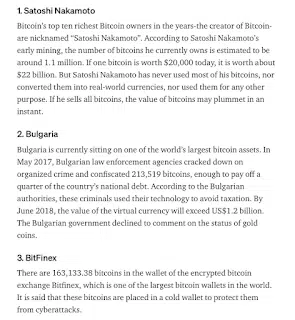 1. Satoshi Nakamoto
Bitcoin's top ten richest Bitcoin owners in the years-the creator of Bitcoin-
are nicknamed "Satoshi Nakamoto". According to Satoshi Nakamoto's
early mining, the number of bitcoins he currently owns is estimated to be
around 1.1 million. If one bitcoin is worth $20,000 today, it is worth about
$22 billion. But Satoshi Nakamoto has never used most of his bitcoins, nor
converted them into real-world currencies, nor used them for any other
purpose. If he sells all bitcoins, the value of bitcoins may plummet in an
instant.
2. Bulgaria
Bulgaria is currently sitting on one of the world's largest bitcoin assets. In
May 2017, Bulgarian law enforcement agencies cracked down on
organized crime and confiscated 213,519 bitcoins, enough to pay off a
quarter of the country's national debt. According to the Bulgarian
authorities, these criminals used their technology to avoid taxation. By
June 2018, the value of the virtual currency will exceed US$1.2 billion.
The Bulgarian government declined to comment on the status of gold
coins.
3. BitFinex
There are 163,133.38 bitcoins in the wallet of the encrypted bitcoin
exchange Bitfinex, which is one of the largest bitcoin wallets in the world.
It is said that these bitcoins are placed in a cold wallet to protect them
from cyberattacks.